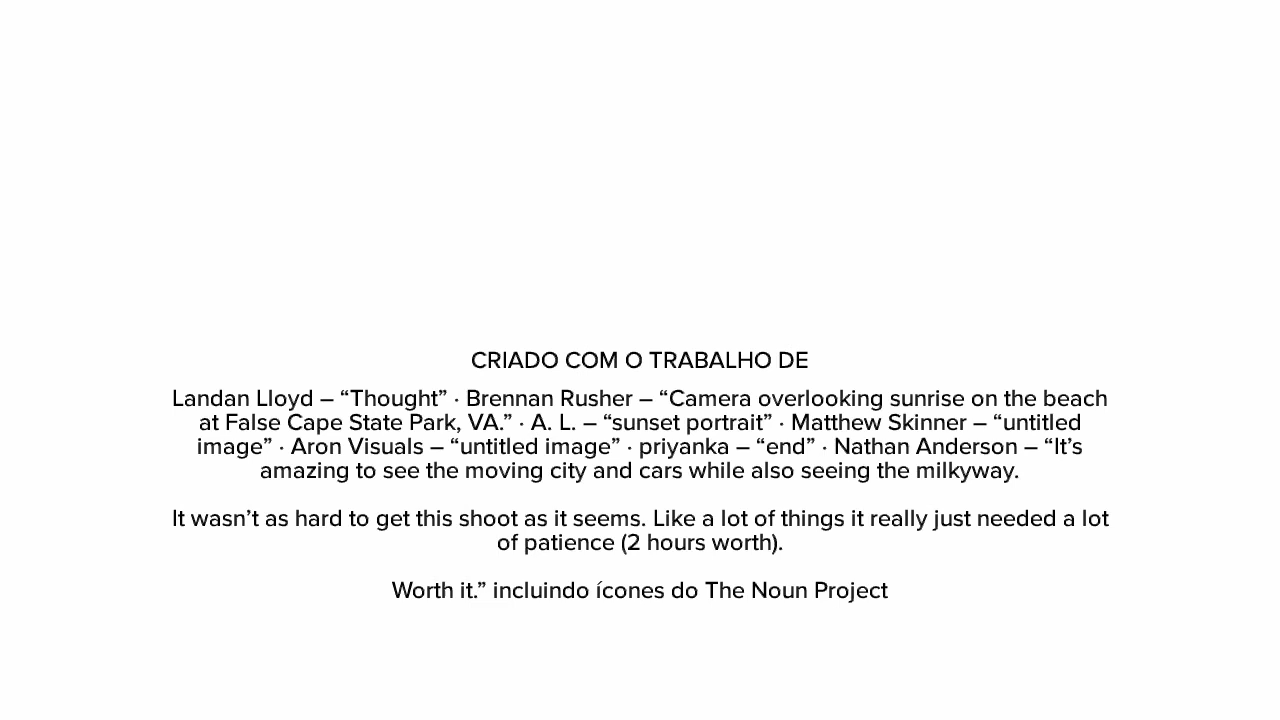 CRIADO COM O TRABALHO DE
Landan Lloyd – “Thought” · Brennan Rusher – “Camera overlooking sunrise on the beach
at False Cape State Park, VA.” · A. L. – “sunset portrait” · Matthew Skinner – “untitled
image” · Aron Visuals – “untitled image” · priyanka – “end” · Nathan Anderson – “It’s
amazing to see the moving city and cars while also seeing the milkyway.
It wasn’t as hard to get this shoot as it seems. Like a lot of things it really just needed a lot
of patience (2 hours worth).
Worth it.” incluindo ícones do The Noun Project